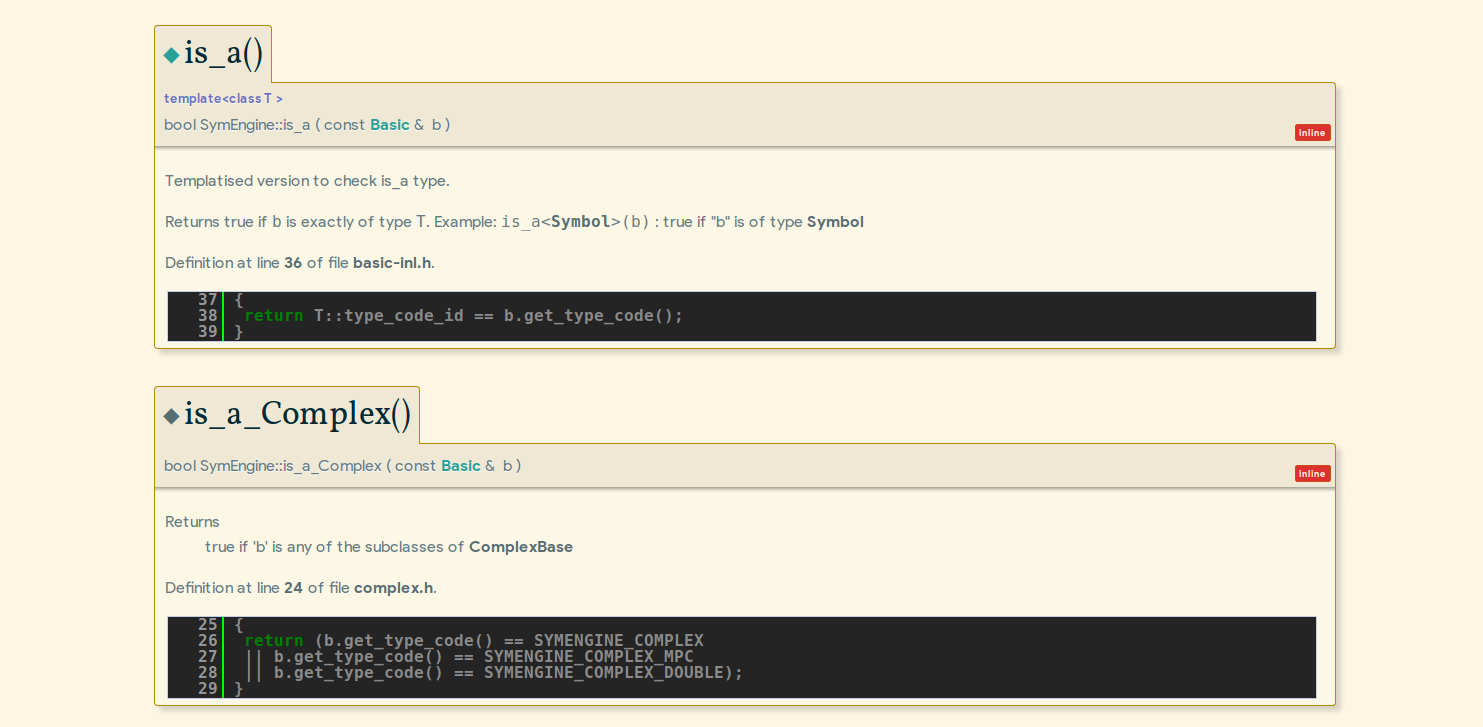 ◆ is_a()
template<class T >
bool SymEngine::is_a ( const Basic & b )
inline
Templatised version to check is_a type.
Returns true if b is exactly of type T. Example: is_a<Symbol>(b) : true if "b" is of type Symbol
Definition at line 36 of file basic-inl.h.
37 {
38 return T::type_code_id == b.get_type_code();
39 }
◆ is_a_Complex()
bool SymEngine::is_a_Complex ( const Basic & b )
inline
Returns
true if 'b' is any of the subclasses of ComplexBase
Definition at line 24 of file complex.h.
25 {
26 return (b.get_type_code() == SYMENGINE_COMPLEX
27 || b.get_type_code() == SYMENGINE_COMPLEX_MPC
28 || b.get_type_code() == SYMENGINE_COMPLEX_DOUBLE);
29 }